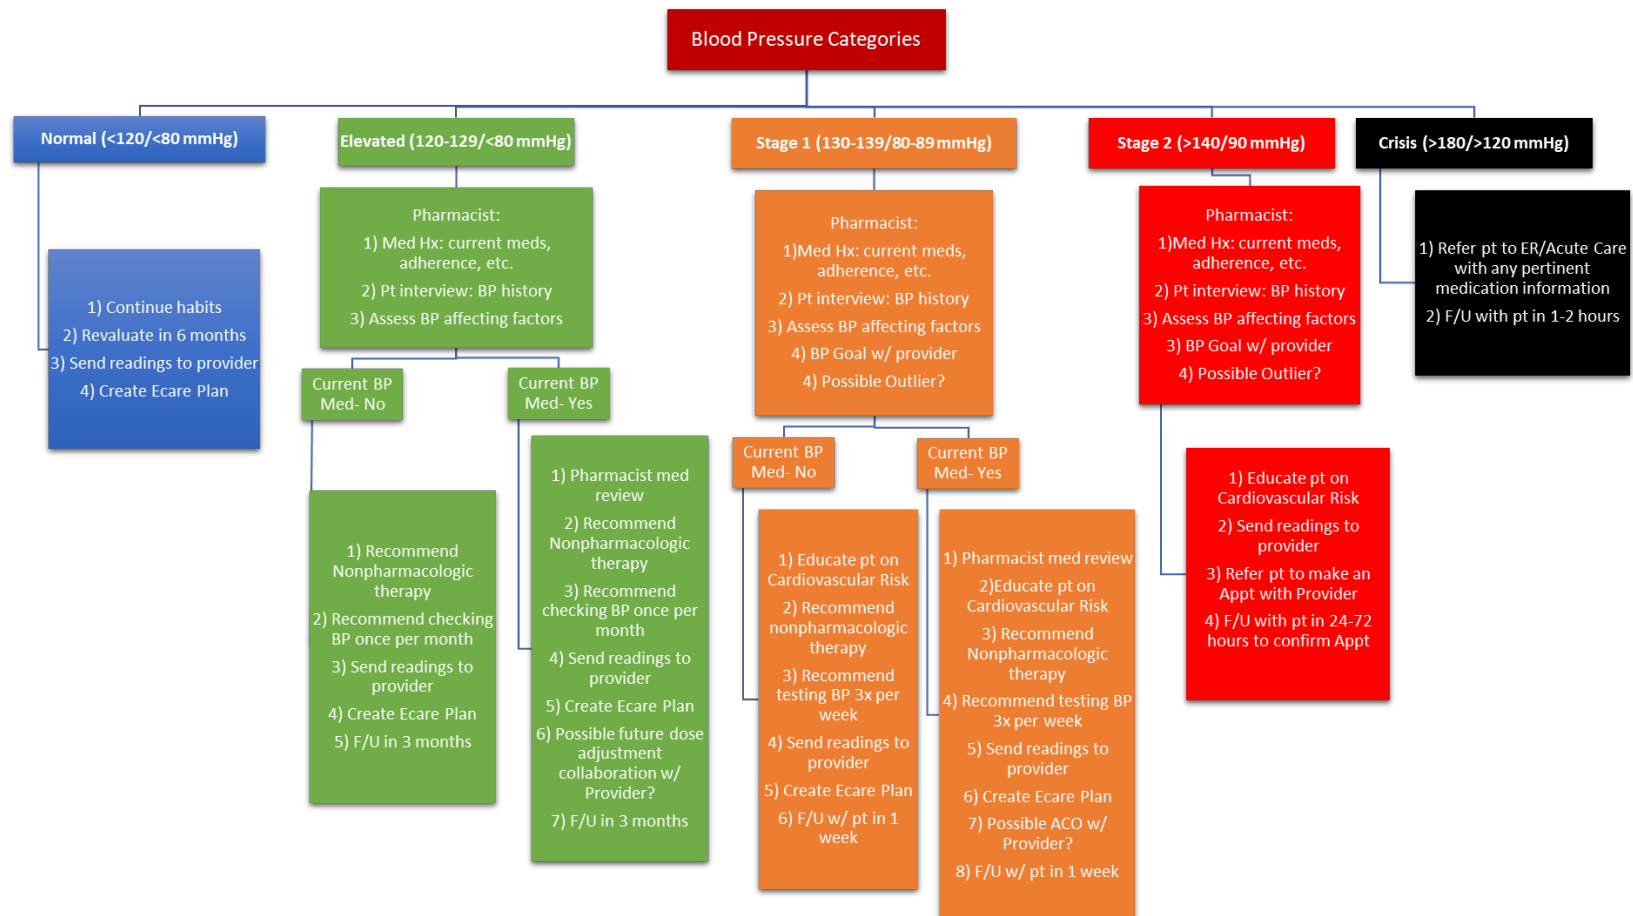 Blood Pressure Categories
Normal (<120/<80 mmHg)
1) Continue habits
2) Revaluate in 6 months
3) Send readings to provider
4) Create Ecare Plan
Elevated (120-129/<80 mmHg)
Pharmacist:
1) Med Hx: current meds,
adherence, etc.
2) Pt interview: BP history
3) Assess BP affecting factors
Current BP
Med- No
1) Recommend
Nonpharmacologic
therapy
2) Recommend checking
BP once per month
3) Send readings to
provider
4) Create Ecare Plan
5) F/U in 3 months
Current BP
Med- Yes
1) Pharmacist med
review
2) Recommend
Nonpharmacologic
therapy
3) Recommend
checking BP once per
month
4) Send readings to
provider
5) Create Ecare Plan
6) Possible future dose
adjustment
collaboration w/
Provider?
7) F/U in 3 months
Stage 1 (130-139/80-89mmHg)
Pharmacist:
1)Med Hx: current meds,
adherence, etc.
2) Pt interview: BP history
3) Assess BP affecting factors
4) BP Goal w/ provider
4) Possible Outlier?
Current BP
Med- No
1) Educate pt on
Cardiovascular Risk
2) Recommend
nonpharmacologic
therapy
3) Recommend
testing BP 3x per
week
4) Send readings to
provider
5) Create Ecare Plan
6) F/U w/ pt in 1
week
Current BP
Med- Yes
1) Pharmacist med review
2)Educate pt on
Cardiovascular Risk
3) Recommend
Nonpharmacologic
therapy
4) Recommend testing BP
3x per week
5) Send readings to
provider
6) Create Ecare Plan
7) Possible ACO w/
Provider?
8) F/U w/ pt in 1 week
Stage 2 (>140/90 mmHg)
Pharmacist:
1)Med Hx: current meds,
adherence, etc.
2) Pt interview: BP history
3) Assess BP affecting factors
3) BP Goal w/ provider
4) Possible Outlier?
1) Educate pt on
Cardiovascular Risk
2) Send readings to
provider
3) Refer pt to make an
Appt with Provider
4) F/U with pt in 24-72
hours to confirm Appt
Crisis (>180/>120 mmHg)
1) Refer pt to ER/Acute Care
with any pertinent
medication information
2) F/U with pt in 1-2 hours